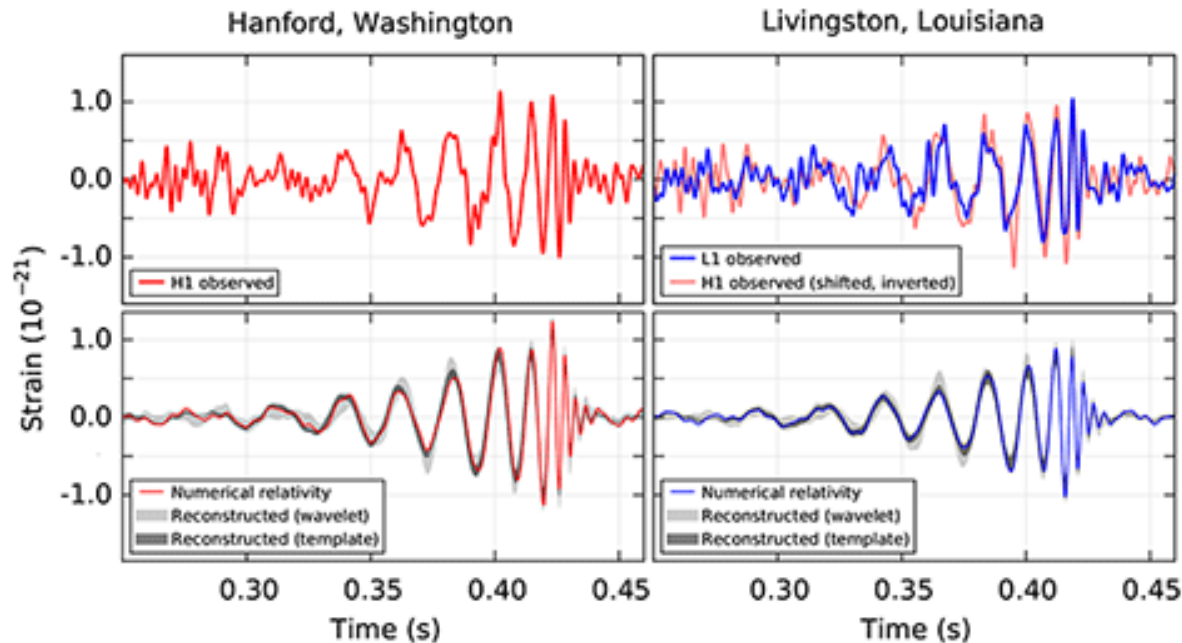 Hanford, Washington
Livingston, Louisiana
Strain (10⁻²¹)
1.0
0.0
-1.0
H1 observed
L1 observed
H1 observed (shifted, inverted)
1.0
0.0
-1.0
Numerical relativity
Reconstructed (wavelet)
Reconstructed (template)
Numerical relativity
Reconstructed (wavelet)
Reconstructed (template)
0.30 0.35 0.40 0.45
0.30 0.35 0.40 0.45
Time (s)
Time (s)